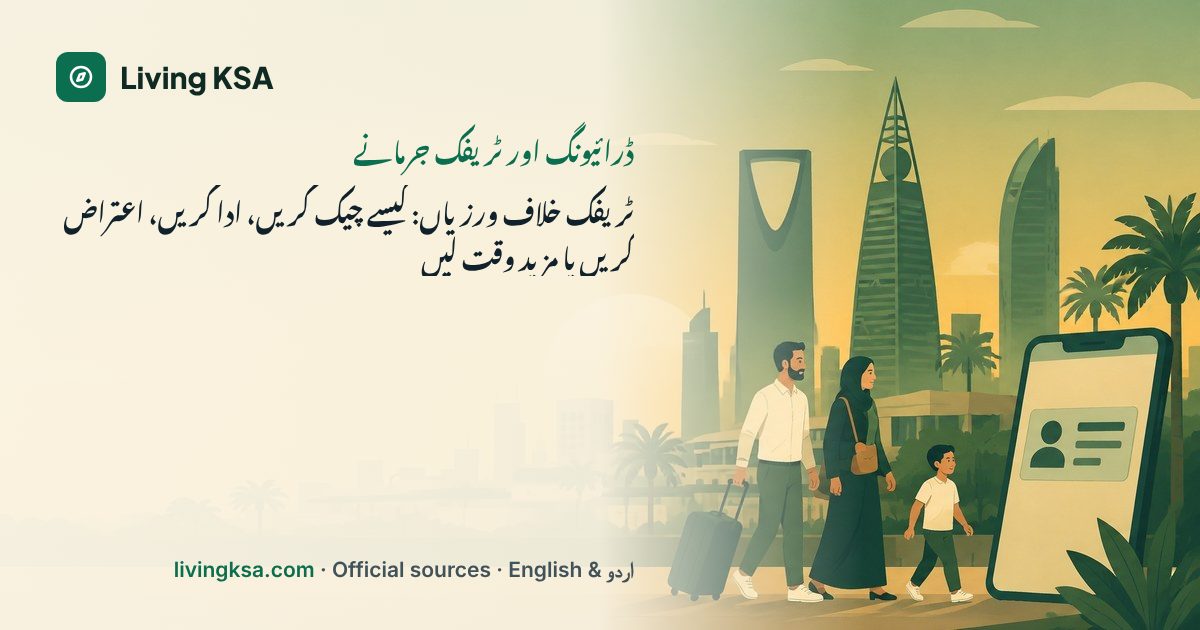 Living KSA
ڈرائیونگ اور ٹریفک جرمانے
ٹریفک خلاف ورزیاں: کیسے چیک کریں، ادا کریں، اعتراض
کریں یا مزید وقت لیں
livingksa.com · Official sources · English & اردو